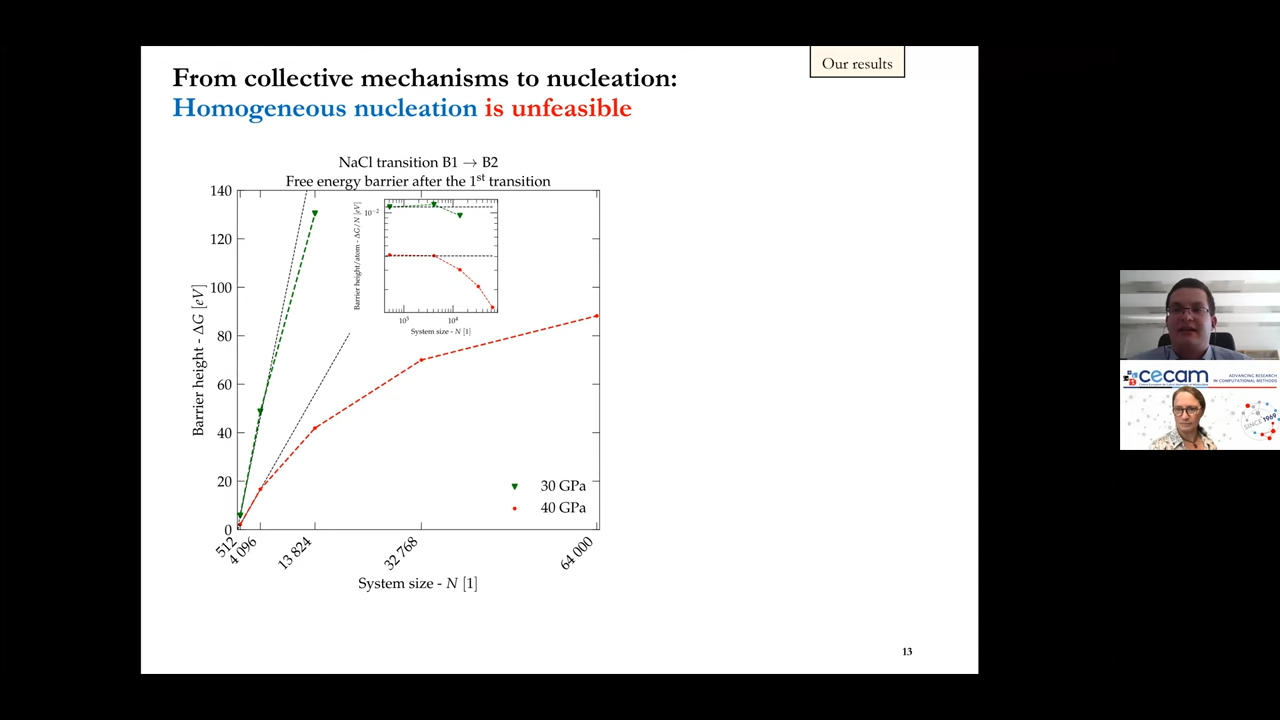 Our results
From collective mechanisms to nucleation:
Homogeneous nucleation is unfeasible
NaCl transition B1 → B2
Free energy barrier after the 1st transition
140
120
100
80
60
40
20
0
Barrier height - ΔG [eV]
512
4 096
13 824
32 768
64 000
System size - N [1]
Barrier height/atom - ΔG/N [eV]
10⁻²
10³
10⁴
System size - N [1]
30 GPa
40 GPa
13
cecam
ADVANCING RESEARCH
IN COMPUTATIONAL METHODS
SINCE 1969